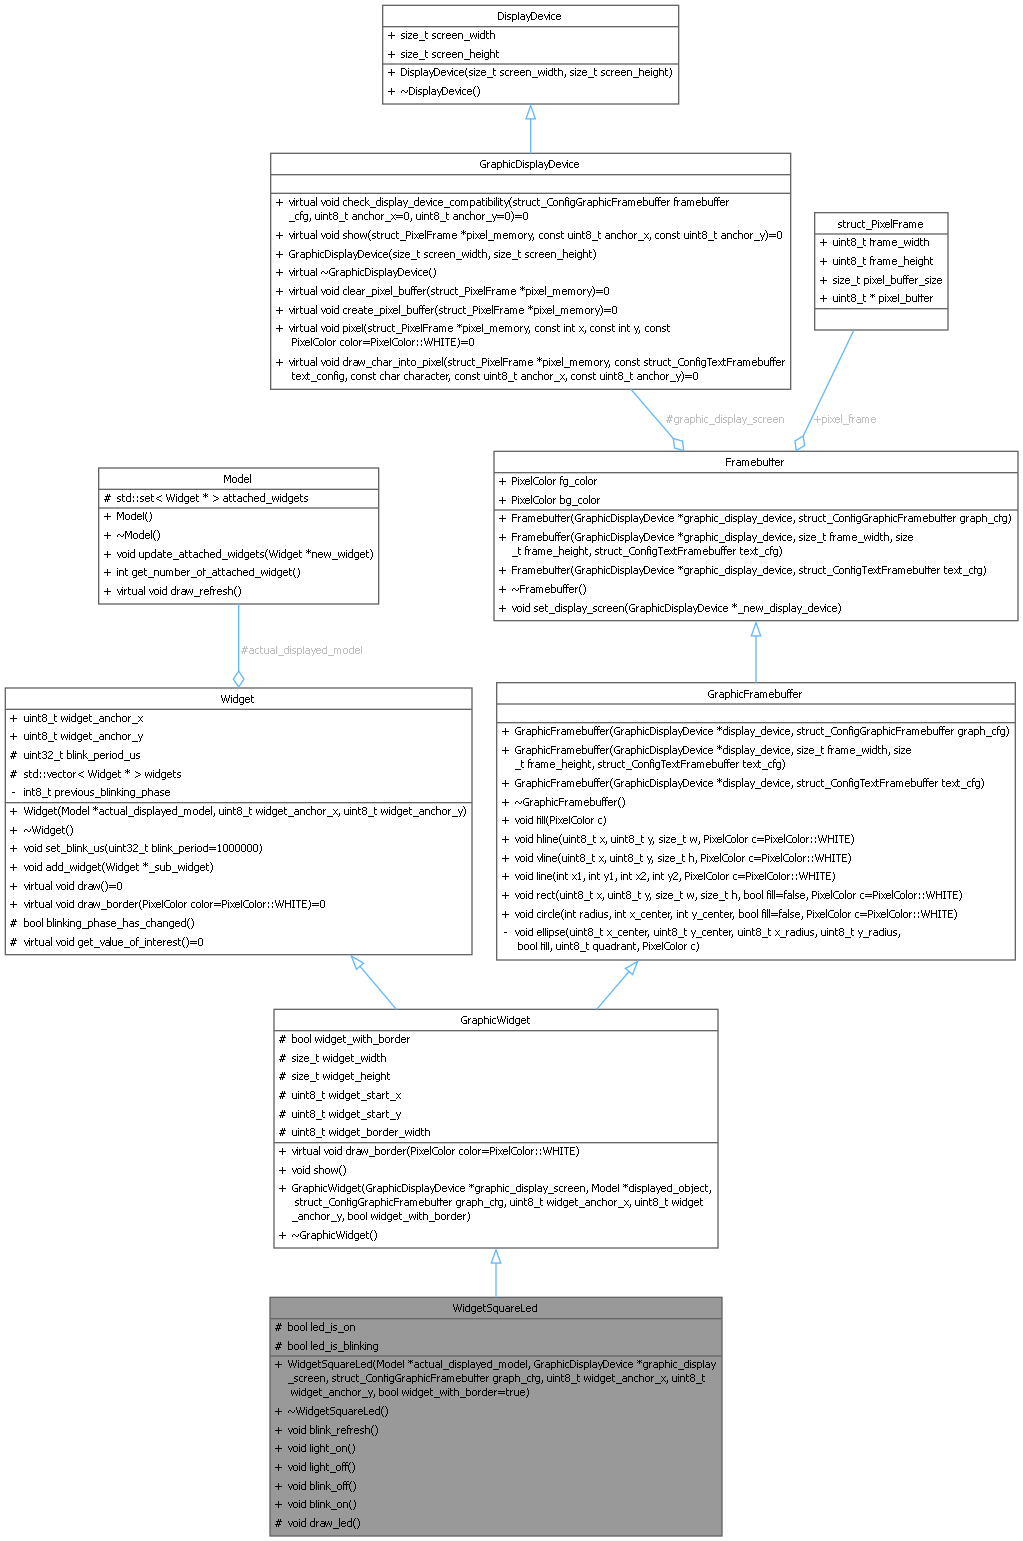 DisplayDevice
+ size_t screen_width
+ size_t screen_height
+ DisplayDevice(size_t screen_width, size_t screen_height)
+ ~DisplayDevice()
GraphicDisplayDevice
+ virtual void check_display_device_compatibility(struct_ConfigGraphicFramebuffer framebuffer
_cfg, uint8_t anchor_x=0, uint8_t anchor_y=0)=0
+ virtual void show(struct_PixelFrame *pixel_memory, const uint8_t anchor_x, const uint8_t anchor_y)=0
+ GraphicDisplayDevice(size_t screen_width, size_t screen_height)
+ virtual ~GraphicDisplayDevice()
+ virtual void clear_pixel_buffer(struct_PixelFrame *pixel_memory)=0
+ virtual void create_pixel_buffer(struct_PixelFrame *pixel_memory)=0
+ virtual void pixel(struct_PixelFrame *pixel_memory, const int x, const int y, const
PixelColor color=PixelColor::WHITE)=0
+ virtual void draw_char_into_pixel(struct_PixelFrame *pixel_memory, const struct_ConfigTextFramebuffer
text_config, const char character, const uint8_t anchor_x, const uint8_t anchor_y)=0
struct_PixelFrame
+ uint8_t frame_width
+ uint8_t frame_height
+ size_t pixel_buffer_size
+ uint8_t * pixel_buffer
#graphic_display_screen
+pixel_frame
Framebuffer
+ PixelColor fg_color
+ PixelColor bg_color
+ Framebuffer(GraphicDisplayDevice *graphic_display_device, struct_ConfigGraphicFramebuffer graph_cfg)
+ Framebuffer(GraphicDisplayDevice *graphic_display_device, size_t frame_width, size
_t frame_height, struct_ConfigTextFramebuffer text_cfg)
+ Framebuffer(GraphicDisplayDevice *graphic_display_device, struct_ConfigTextFramebuffer text_cfg)
+ ~Framebuffer()
+ void set_display_screen(GraphicDisplayDevice *_new_display_device)
Model
# std::set< Widget * > attached_widgets
+ Model()
+ ~Model()
+ void update_attached_widgets(Widget *new_widget)
+ int get_number_of_attached_widget()
+ virtual void draw_refresh()
#actual_displayed_model
Widget
+ uint8_t widget_anchor_x
+ uint8_t widget_anchor_y
# uint32_t blink_period_us
# std::vector< Widget * > widgets
- int8_t previous_blinking_phase
+ Widget(Model *actual_displayed_model, uint8_t widget_anchor_x, uint8_t widget_anchor_y)
+ ~Widget()
+ void set_blink_us(uint32_t blink_period=1000000)
+ void add_widget(Widget *_sub_widget)
+ virtual void draw()=0
+ virtual void draw_border(PixelColor color=PixelColor::WHITE)=0
# bool blinking_phase_has_changed()
# virtual void get_value_of_interest()=0
GraphicFramebuffer
+ GraphicFramebuffer(GraphicDisplayDevice *display_device, struct_ConfigGraphicFramebuffer graph_cfg)
+ GraphicFramebuffer(GraphicDisplayDevice *display_device, size_t frame_width, size
_t frame_height, struct_ConfigTextFramebuffer text_cfg)
+ GraphicFramebuffer(GraphicDisplayDevice *display_device, struct_ConfigTextFramebuffer text_cfg)
+ ~GraphicFramebuffer()
+ void fill(PixelColor c)
+ void hline(uint8_t x, uint8_t y, size_t w, PixelColor c=PixelColor::WHITE)
+ void vline(uint8_t x, uint8_t y, size_t h, PixelColor c=PixelColor::WHITE)
+ void line(int x1, int y1, int x2, int y2, PixelColor c=PixelColor::WHITE)
+ void rect(uint8_t x, uint8_t y, size_t w, size_t h, bool fill=false, PixelColor c=PixelColor::WHITE)
+ void circle(int radius, int x_center, int y_center, bool fill=false, PixelColor c=PixelColor::WHITE)
- void ellipse(uint8_t x_center, uint8_t y_center, uint8_t x_radius, uint8_t y_radius,
bool fill, uint8_t quadrant, PixelColor c)
GraphicWidget
# bool widget_with_border
# size_t widget_width
# size_t widget_height
# uint8_t widget_start_x
# uint8_t widget_start_y
# uint8_t widget_border_width
+ virtual void draw_border(PixelColor color=PixelColor::WHITE)
+ void show()
+ GraphicWidget(GraphicDisplayDevice *graphic_display_screen, Model *displayed_object,
struct_ConfigGraphicFramebuffer graph_cfg, uint8_t widget_anchor_x, uint8_t widget
_anchor_y, bool widget_with_border)
+ ~GraphicWidget()
WidgetSquareLed
# bool led_is_on
# bool led_is_blinking
+ WidgetSquareLed(Model *actual_displayed_model, GraphicDisplayDevice *graphic_display
_screen, struct_ConfigGraphicFramebuffer graph_cfg, uint8_t widget_anchor_x, uint8_t
widget_anchor_y, bool widget_with_border=true)
+ ~WidgetSquareLed()
+ void blink_refresh()
+ void light_on()
+ void light_off()
+ void blink_off()
+ void blink_on()
# void draw_led()